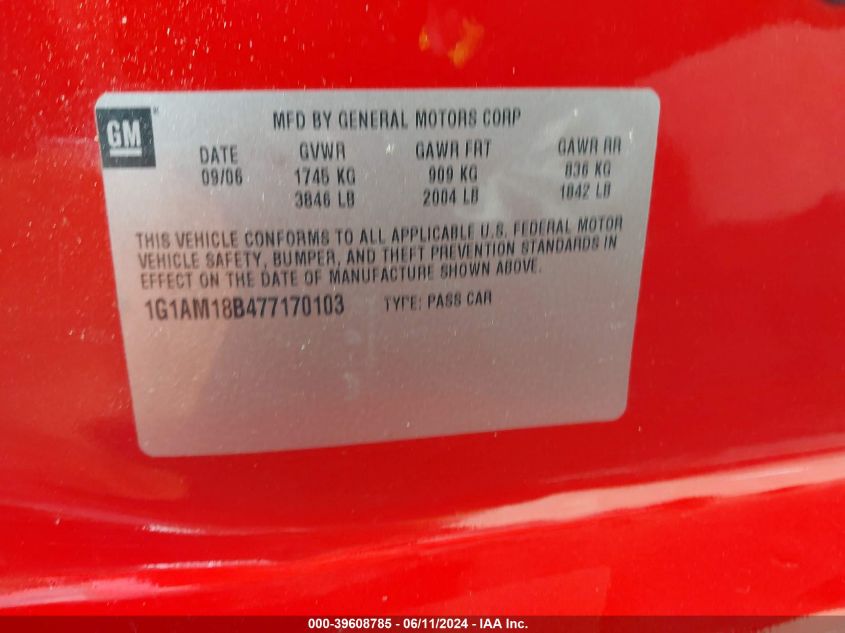 GM
MFD BY GENERAL MOTORS CORP
DATE GVWR GAWR FRT GAWR RR
09/06 1745 KG 909 KG 836 KG
3846 LB 2004 LB 1842 LB
THIS VEHICLE CONFORMS TO ALL APPLICABLE U.S. FEDERAL MOTOR
VEHICLE SAFETY, BUMPER, AND THEFT PREVENTION STANDARDS IN
EFFECT ON THE DATE OF MANUFACTURE SHOWN ABOVE.
1G1AM18B477170103 TYPE: PASS CAR
000-39608785 - 06/11/2024 - IAA Inc.